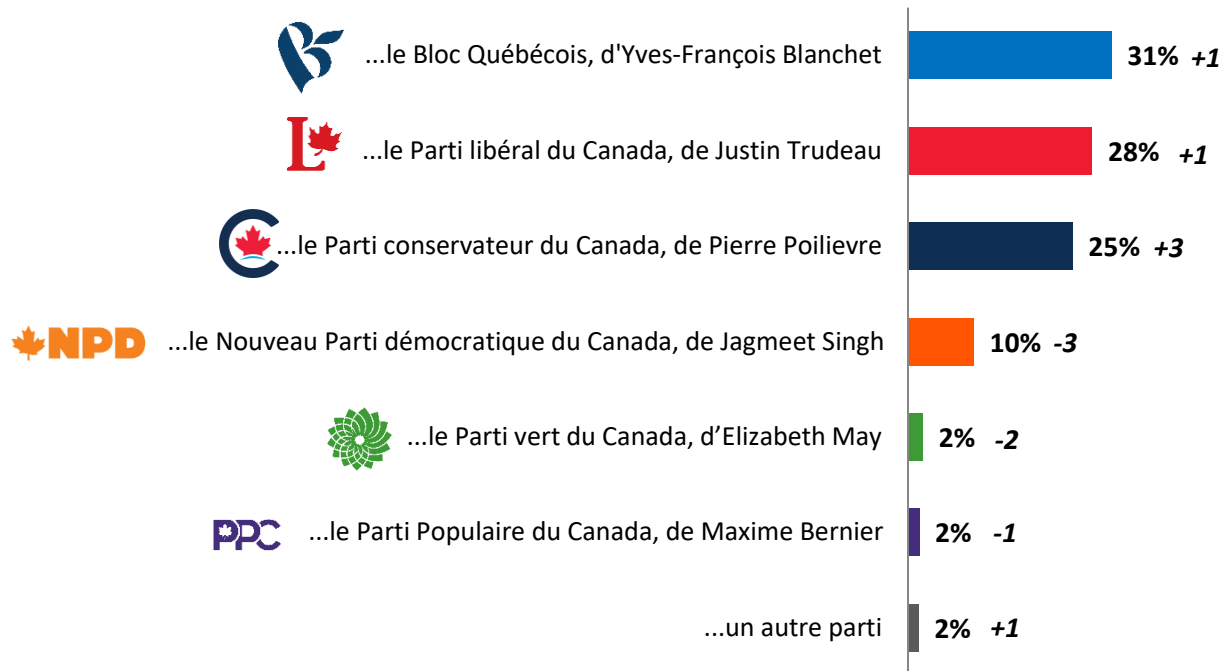 ...le Bloc Québécois, d'Yves-François Blanchet 31% +1
L ...le Parti libéral du Canada, de Justin Trudeau 28% +1
C ...le Parti conservateur du Canada, de Pierre Poilievre 25% +3
NPD ...le Nouveau Parti démocratique du Canada, de Jagmeet Singh 10% -3
...le Parti vert du Canada, d’Elizabeth May 2% -2
PPC ...le Parti Populaire du Canada, de Maxime Bernier 2% -1
...un autre parti 2% +1